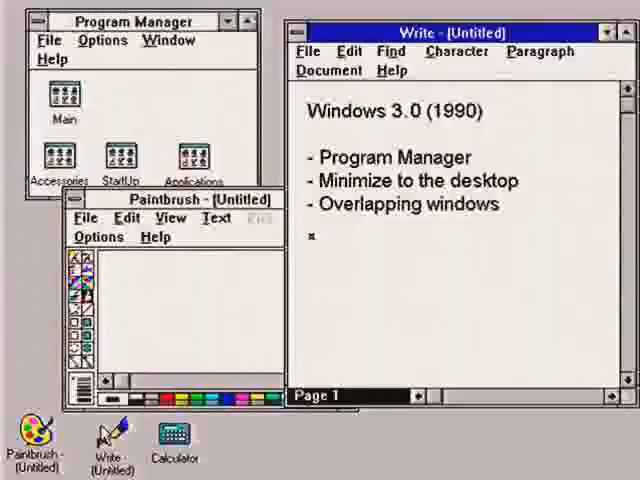 Program Manager
File Options Window
Help
Main
Accessories StartUp Applications
Write - [Untitled]
File Edit Find Character Paragraph
Document Help
Windows 3.0 (1990)
- Program Manager
- Minimize to the desktop
- Overlapping windows
Page 1
Paintbrush - [Untitled]
File Edit View Text
Options Help
Paintbrush -
[Untitled]
Write -
[Untitled]
Calculator